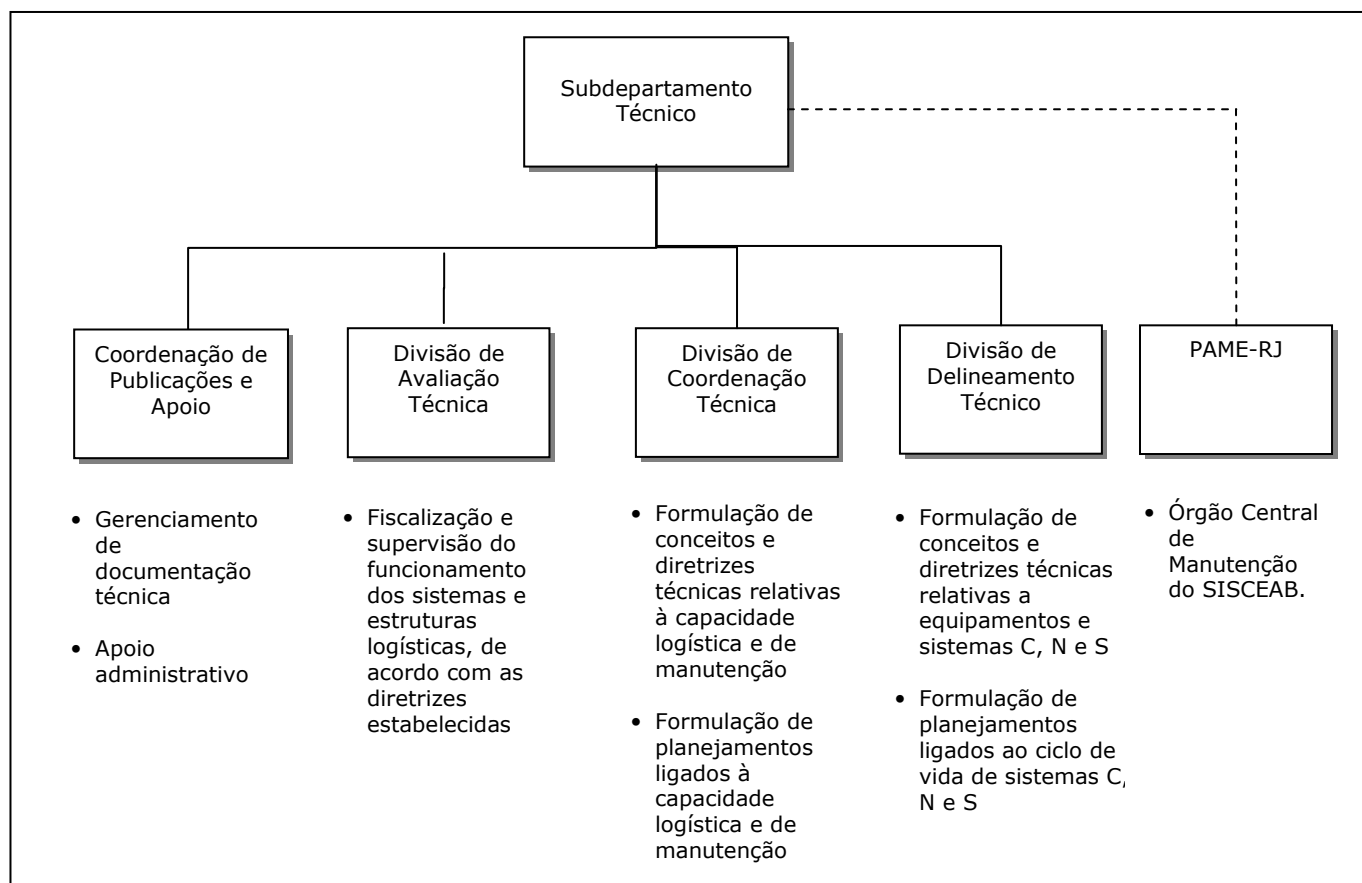 Subdepartamento
Técnico
Coordenação de
Publicações e
Apoio
Divisão de
Avaliação
Técnica
Divisão de
Coordenação
Técnica
Divisão de
Delineamento
Técnico
PAME-RJ
• Gerenciamento
de
documentação
técnica
• Apoio
administrativo
• Fiscalização e
supervisão do
funcionamento
dos sistemas e
estruturas
logísticas, de
acordo com as
diretrizes
estabelecidas
• Formulação de
conceitos e
diretrizes
técnicas relativas
à capacidade
logística e de
manutenção
• Formulação de
planejamentos
ligados à
capacidade
logística e de
manutenção
• Formulação de
conceitos e
diretrizes técnicas
relativas a
equipamentos e
sistemas C, N e S
• Formulação de
planejamentos
ligados ao ciclo de
vida de sistemas C,
N e S
• Órgão Central
de
Manutenção
do SISCEAB.